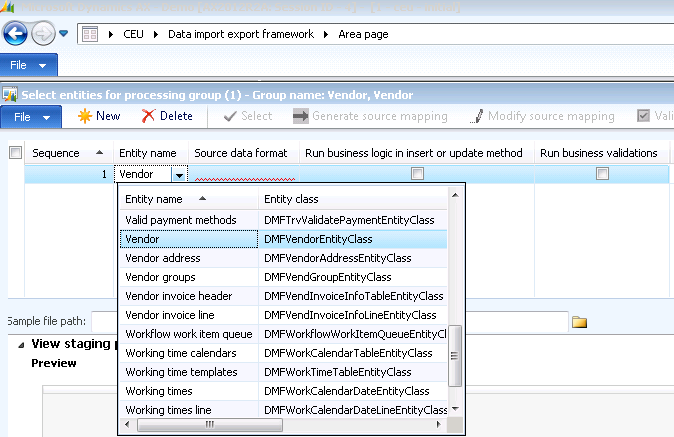 CEU ▸ Data import export framework ▸ Area page
File
Select entities for processing group (1) - Group name: Vendor, Vendor
File New Delete Select Generate source mapping Modify source mapping Vali
Sequence Entity name Source data format Run business logic in insert or update method Run business validations
1 Vendor
Entity name Entity class
Valid payment methods DMFTrvValidatePaymentEntityClass
Vendor DMFVendorEntityClass
Vendor address DMFVendorAddressEntityClass
Vendor groups DMFVendGroupEntityClass
Vendor invoice header DMFVendInvoiceInfoTableEntityClass
Vendor invoice line DMFVendInvoiceInfoLineEntityClass
Workflow work item queue DMFWorkflowWorkItemQueueEntityCl
Working time calendars DMFWorkCalendarTableEntityClass
Working time templates DMFWorkTimeTableEntityClass
Working times DMFWorkCalendarDateEntityClass
Working times line DMFWorkCalendarDateLineEntityClass
Sample file path:
View staging
Preview